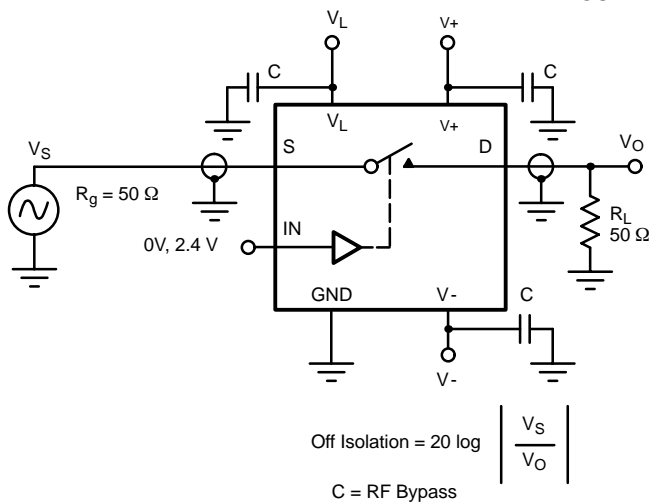 V_L
V+
C
C
V_L
V+
V_S
S
D
V_O
R_g = 50 Ω
R_L
50 Ω
IN
0V, 2.4 V
GND
V-
C
V-
Off Isolation = 20 log | V_S / V_O |
C = RF Bypass